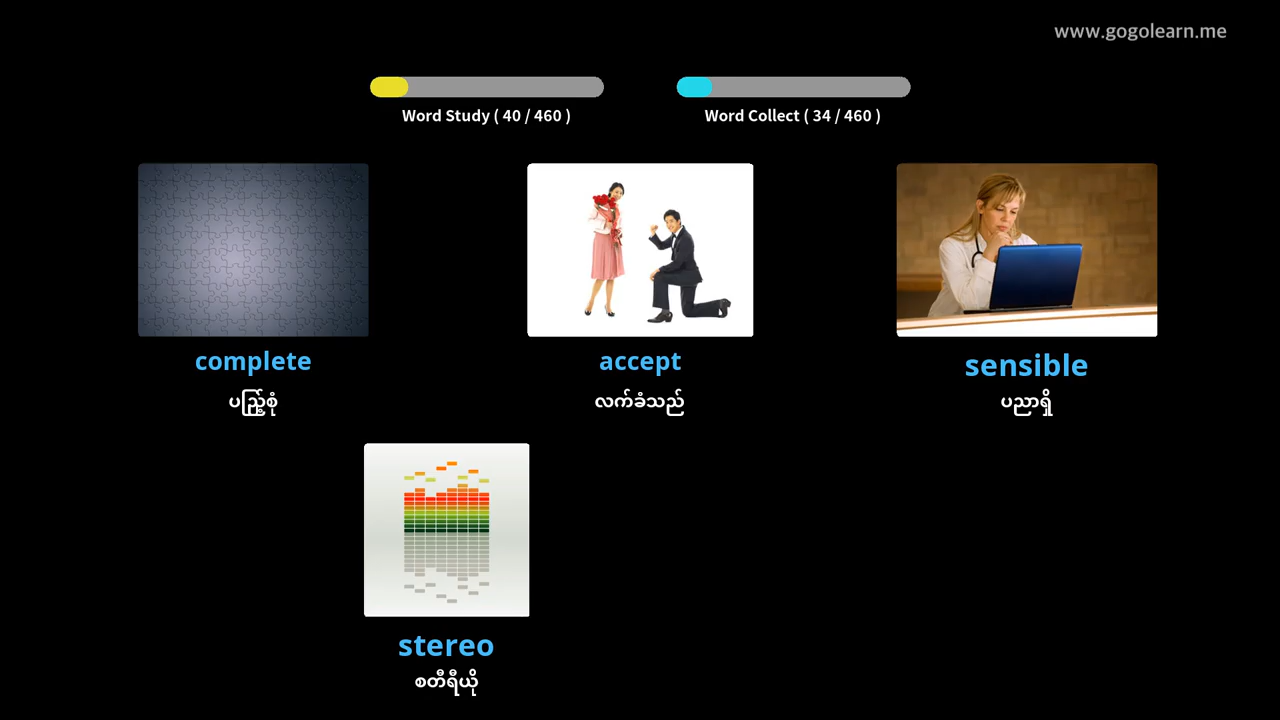 www.gogolearn.me
Word Study ( 40 / 460 )
Word Collect ( 34 / 460 )
complete
ပည့်စုံ
accept
လက်ခံသည်
sensible
ပညာရှိ
stereo
စတီရီယို